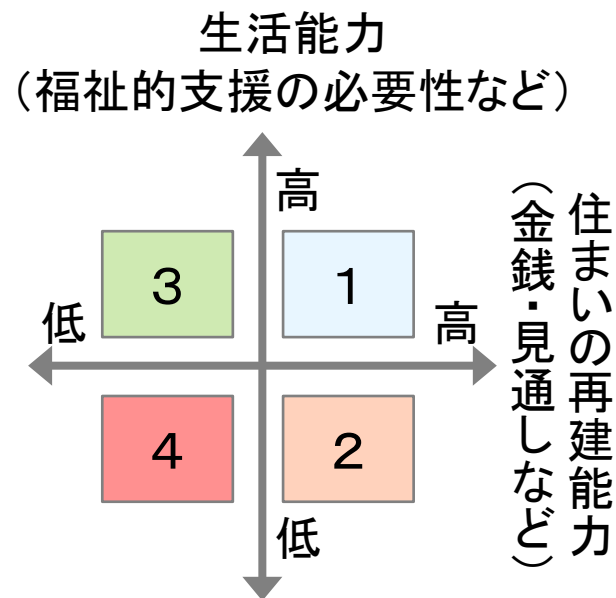 生活能力
（福祉的支援の必要性など）
高
3
1
低
高
4
2
低
住まいの再建能力
（金銭・見通しなど）